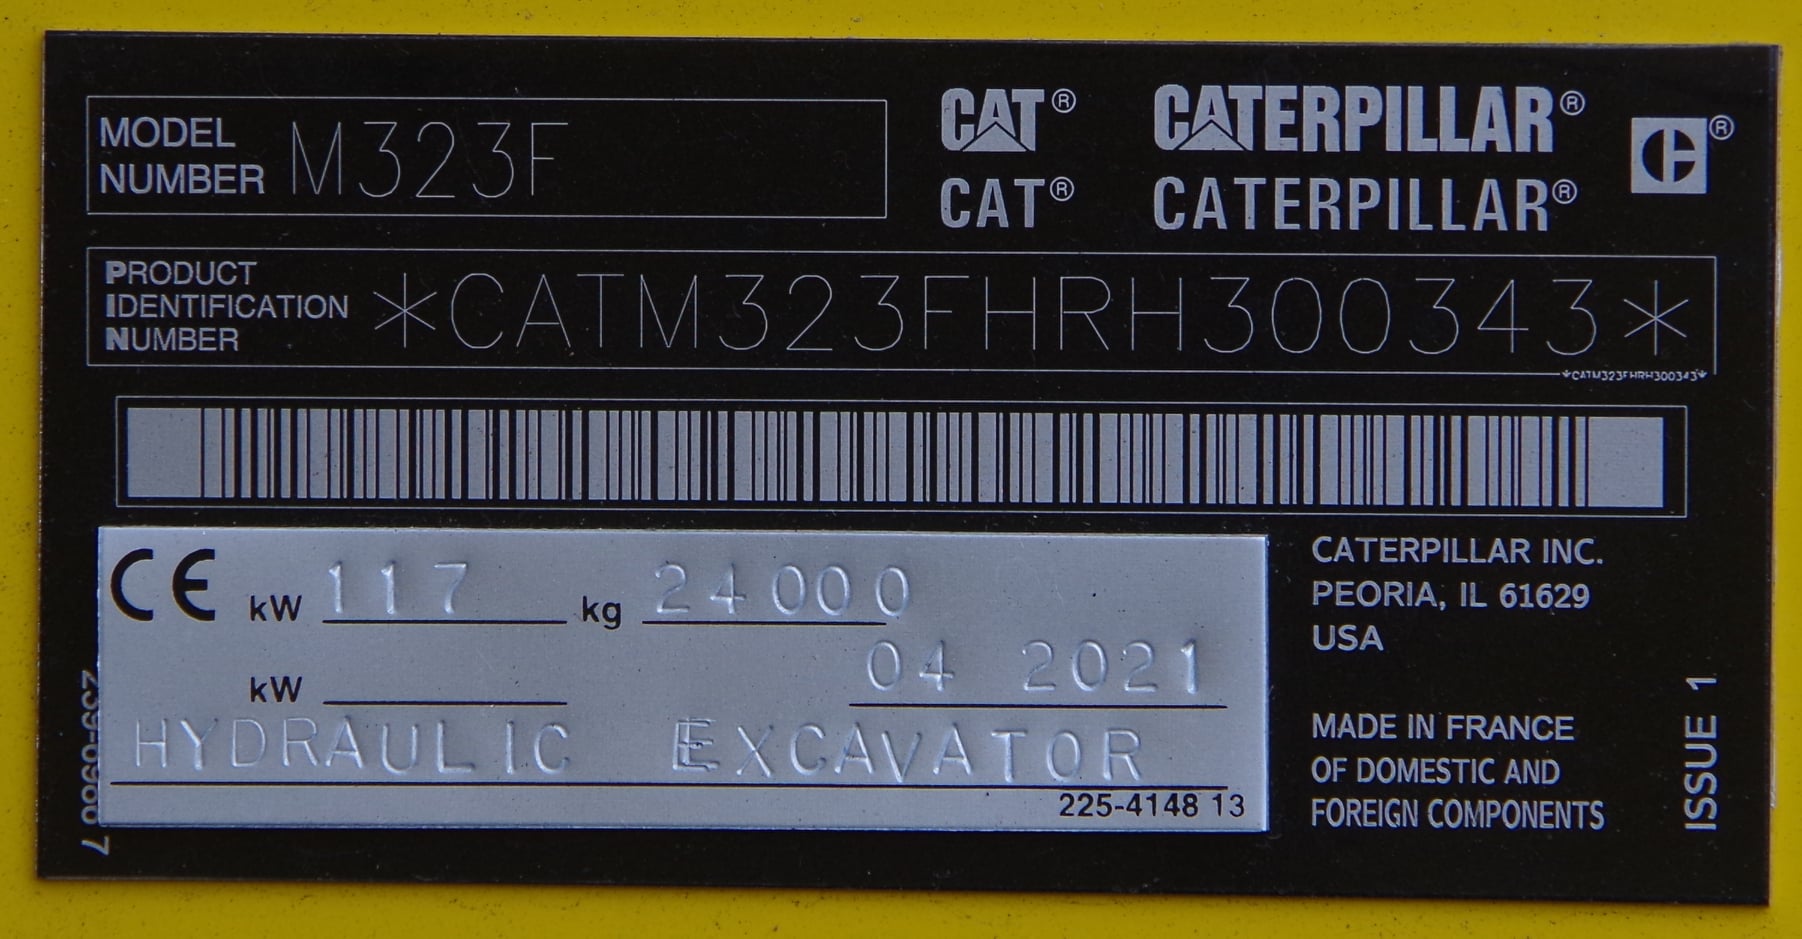 MODEL NUMBER M323F
CAT® CATERPILLAR® ®
CAT® CATERPILLAR®
PRODUCT IDENTIFICATION NUMBER *CATM323FHRH300343*
*CATM323FHRH300343*
CE kW 117 kg 24000
kW 04 2021
HYDRAULIC EXCAVATOR
225-4148 13
CATERPILLAR INC.
PEORIA, IL 61629
USA
MADE IN FRANCE
OF DOMESTIC AND
FOREIGN COMPONENTS
ISSUE 1